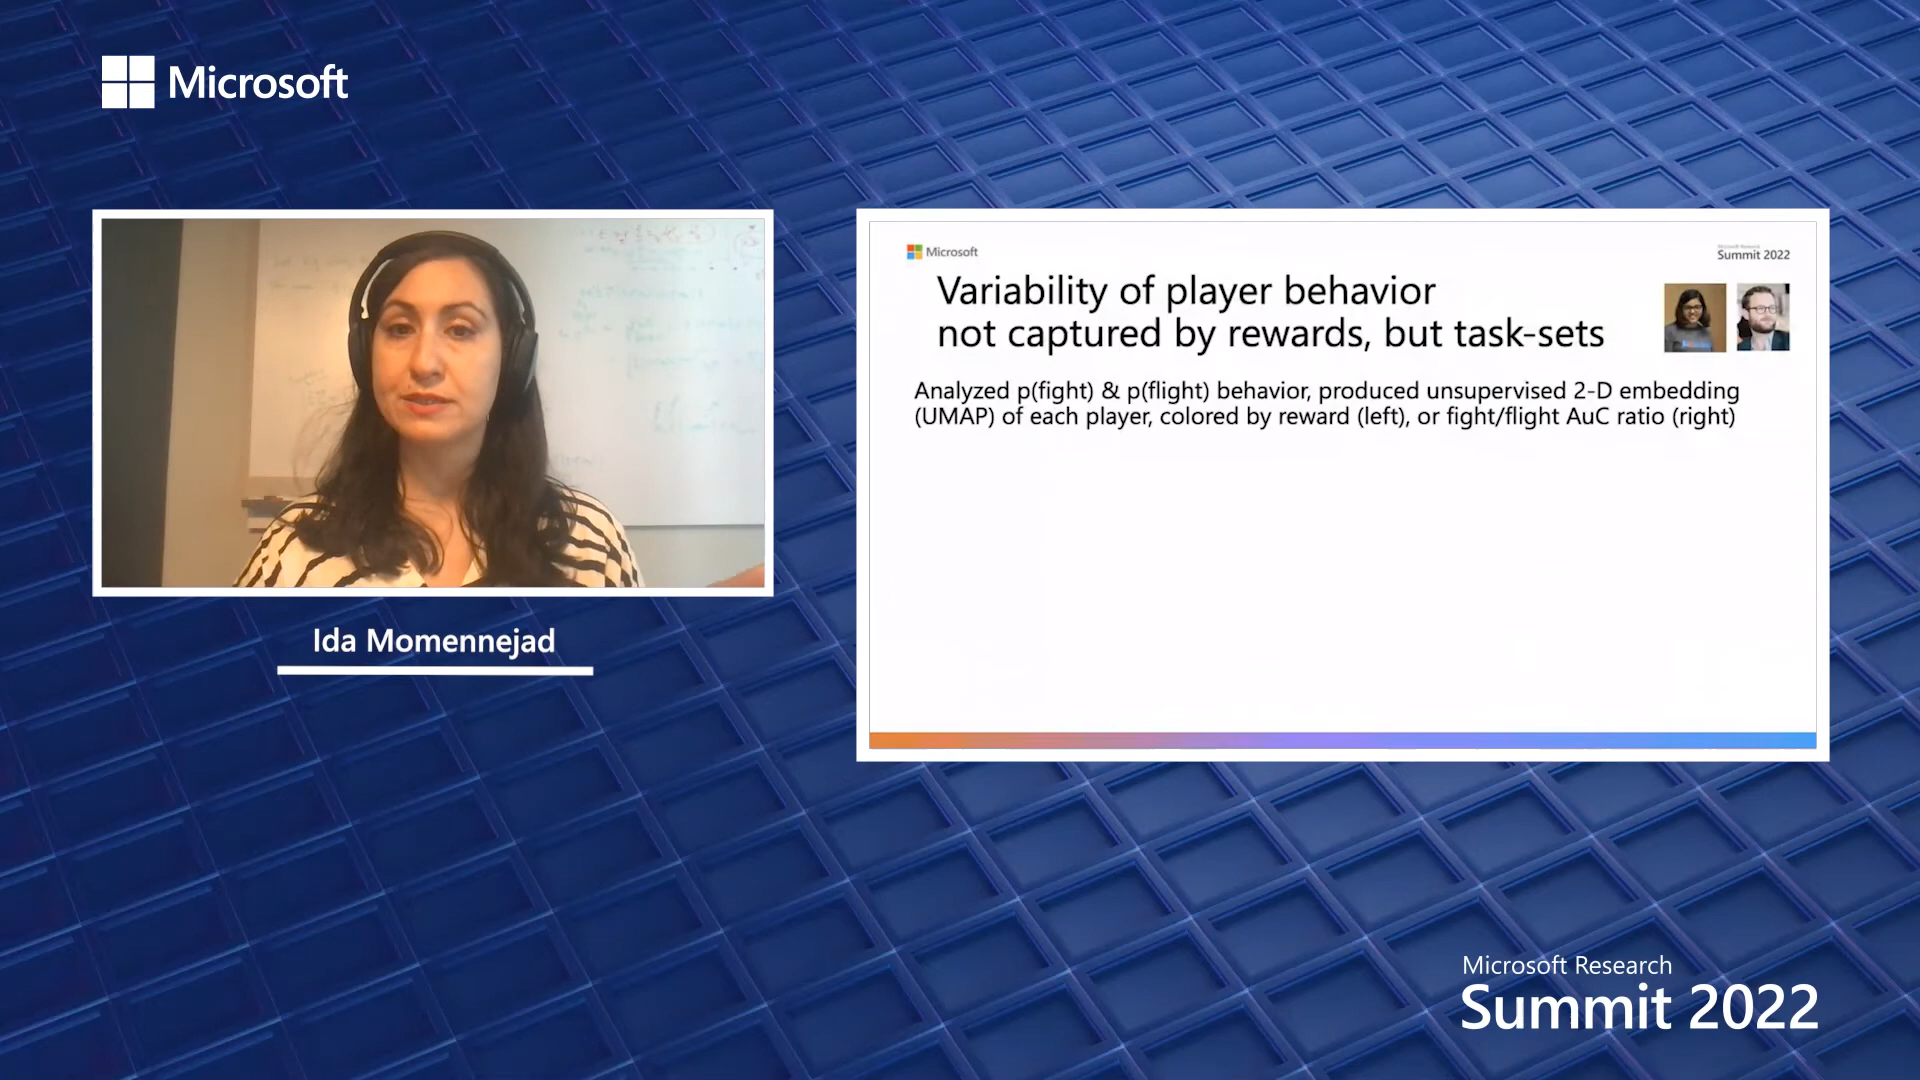 Microsoft
Microsoft
Summit 2022
Variability of player behavior
not captured by rewards, but task-sets
Analyzed p(fight) & p(flight) behavior, produced unsupervised 2-D embedding
(UMAP) of each player, colored by reward (left), or fight/flight AuC ratio (right)
Ida Momennejad
Microsoft Research
Summit 2022